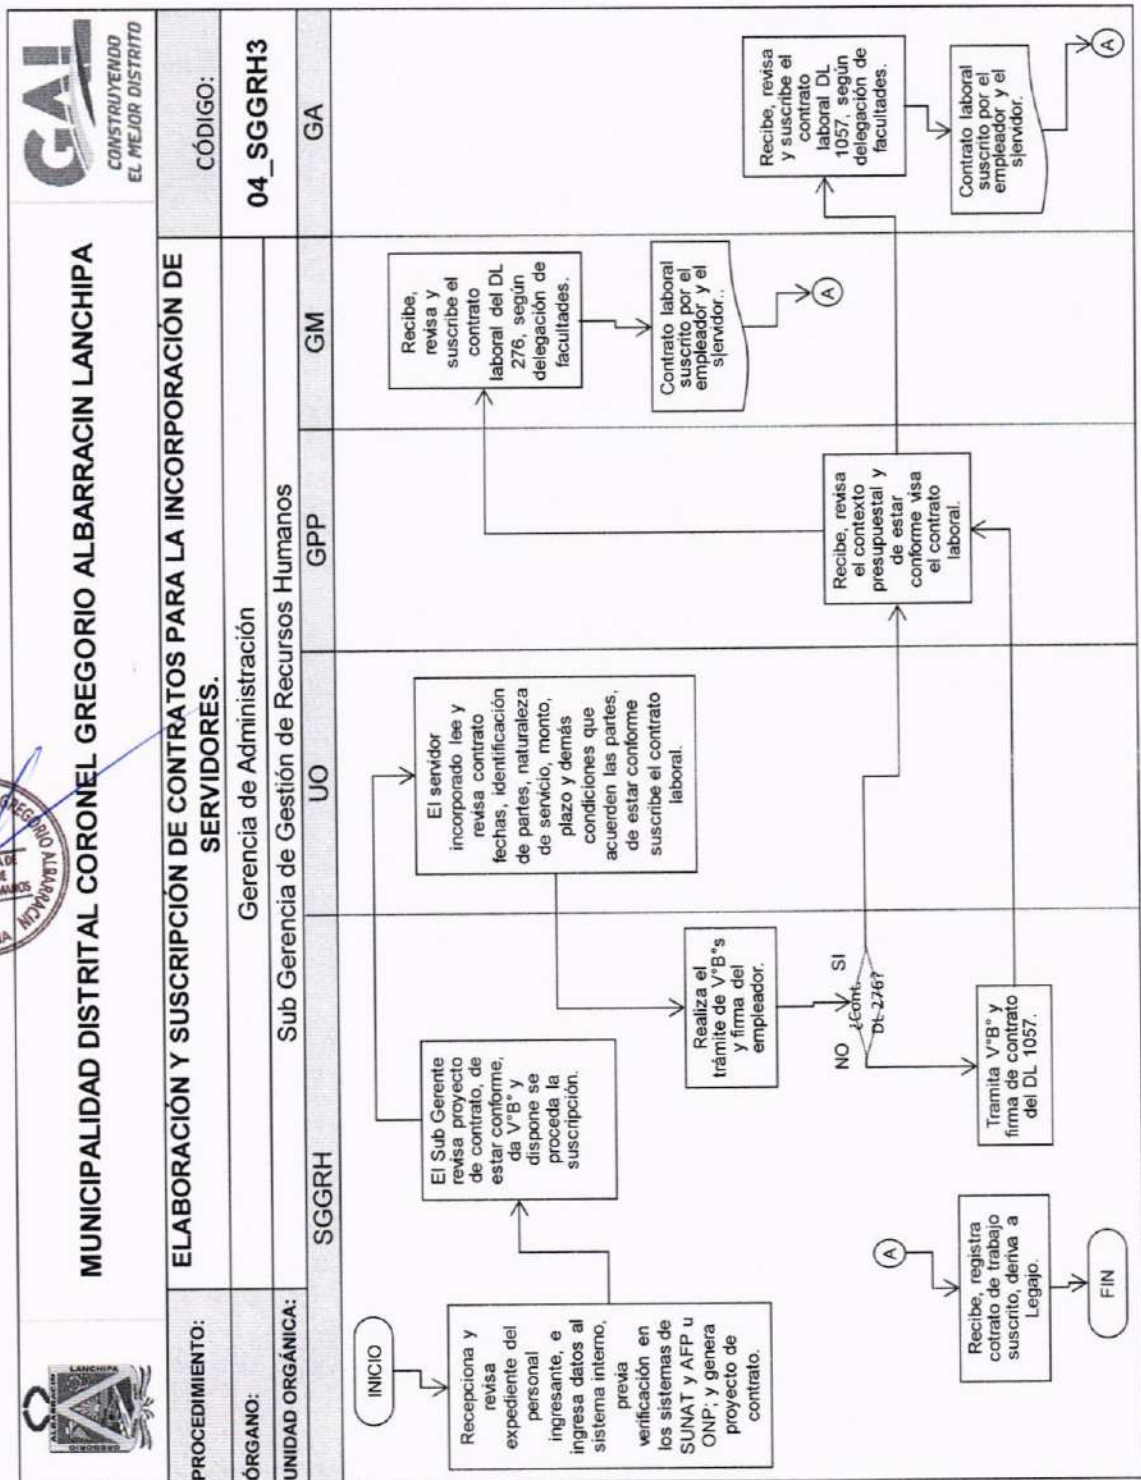 ALBARRACIN
LANCHIPA
GREGORIO
MUNICIPALIDAD DISTRITAL CORONEL GREGORIO ALBARRACIN LANCHIPA
GREGORIO ALBARRACIN
GAL
CONSTRUYENDO
EL MEJOR DISTRITO
PROCEDIMIENTO:
ELABORACIÓN Y SUSCRIPCIÓN DE CONTRATOS PARA LA INCORPORACIÓN DE
SERVIDORES.
CÓDIGO:
ÓRGANO:
Gerencia de Administración
04_SGGRH3
UNIDAD ORGÁNICA:
Sub Gerencia de Gestión de Recursos Humanos
SGGRH
UO
GPP
GM
GA
INICIO
Recepciona y
revisa
expediente del
personal
ingresante, e
ingresa datos al
sistema interno,
previa
verificación en
los sistemas de
SUNAT y AFP u
ONP; y genera
proyecto de
contrato.
El Sub Gerente
revisa proyecto
de contrato, de
estar conforme,
da V°B° y
dispone se
proceda la
suscripción.
El servidor
incorporado lee y
revisa contrato
fechas, identificación
de partes, naturaleza
de servicio, monto,
plazo y demás
condiciones que
acuerden las partes,
de estar conforme
suscribe el contrato
laboral.
Realiza el
trámite de V°B°s
y firma del
empleador.
NO
¿Cont.
DL 276?
SI
Tramita V°B° y
firma de contrato
del DL 1057.
Recibe, revisa
el contexto
presupuestal y
de estar
conforme visa
el contrato
laboral.
Recibe,
revisa y
suscribe el
contrato
laboral del DL
276, según
delegación de
facultades.
Contrato laboral
suscrito por el
empleador y el
s|ervidor..
A
Recibe, revisa
y suscribe el
contrato
laboral DL
1057, según
delegación de
facultades.
Contrato laboral
suscrito por el
empleador y el
s|ervidor.
A
A
Recibe, registra
cotrato de trabajo
suscrito, deriva a
Legajo.
FIN